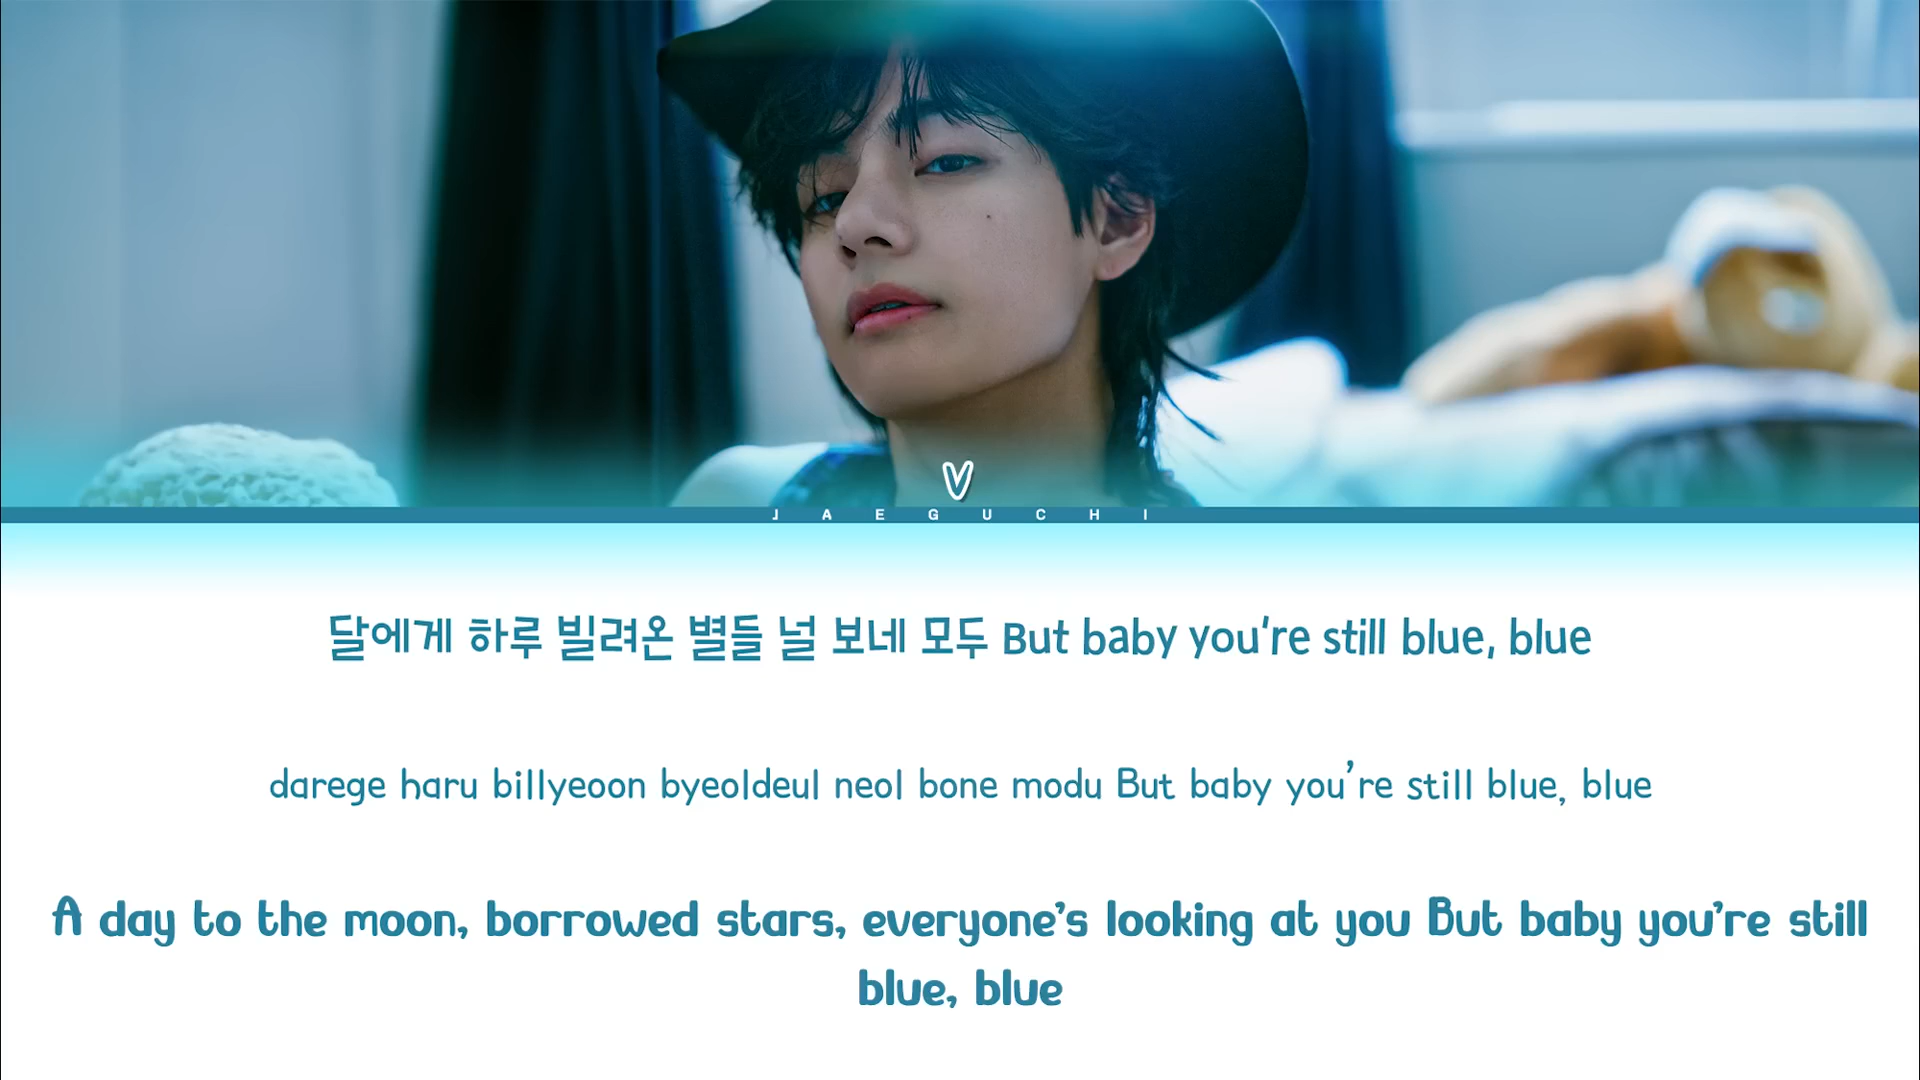 V
JAEGUCHI
달에게 하루 빌려온 별들 널 보네 모두 But baby you're still blue, blue
darege haru billyeoon byeoldeul neol bone modu But baby you're still blue, blue
A day to the moon, borrowed stars, everyone's looking at you But baby you're still
blue, blue